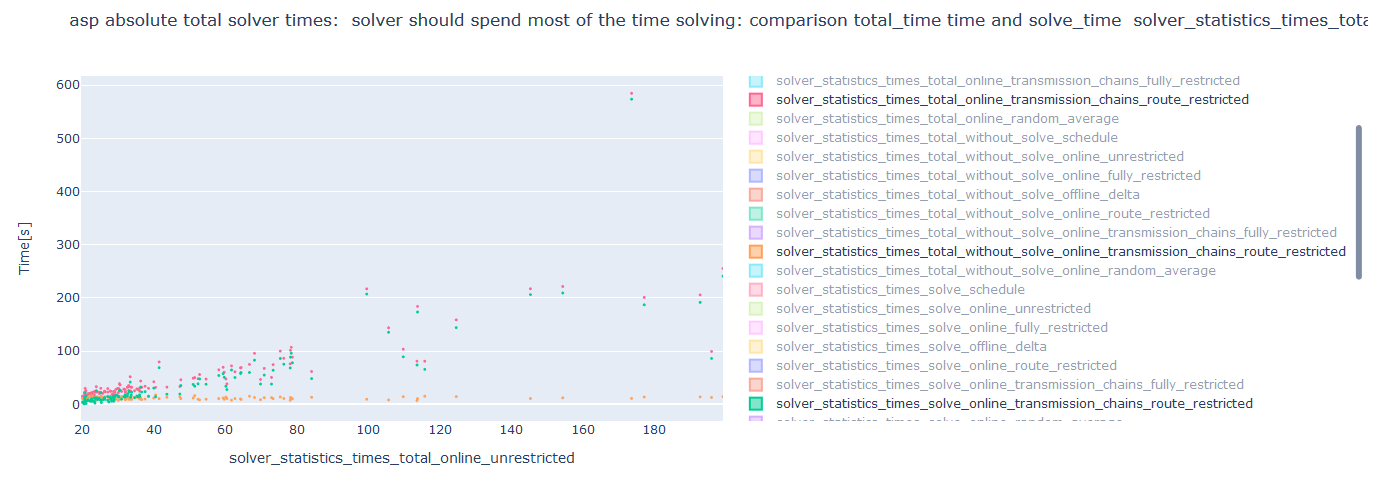 asp absolute total solver times:  solver should spend most of the time solving: comparison total_time time and solve_time  solver_statistics_times_tota
600
500
400
300
200
100
0
Time[s]
20
40
60
80
100
120
140
160
180
solver_statistics_times_total_online_unrestricted
solver_statistics_times_total_online_transmission_chains_fully_restricted
solver_statistics_times_total_online_transmission_chains_route_restricted
solver_statistics_times_total_online_random_average
solver_statistics_times_total_without_solve_schedule
solver_statistics_times_total_without_solve_online_unrestricted
solver_statistics_times_total_without_solve_online_fully_restricted
solver_statistics_times_total_without_solve_offline_delta
solver_statistics_times_total_without_solve_online_route_restricted
solver_statistics_times_total_without_solve_online_transmission_chains_fully_restricted
solver_statistics_times_total_without_solve_online_transmission_chains_route_restricted
solver_statistics_times_total_without_solve_online_random_average
solver_statistics_times_solve_schedule
solver_statistics_times_solve_online_unrestricted
solver_statistics_times_solve_online_fully_restricted
solver_statistics_times_solve_offline_delta
solver_statistics_times_solve_online_route_restricted
solver_statistics_times_solve_online_transmission_chains_fully_restricted
solver_statistics_times_solve_online_transmission_chains_route_restricted
solver_statistics_times_solve_online_random_average